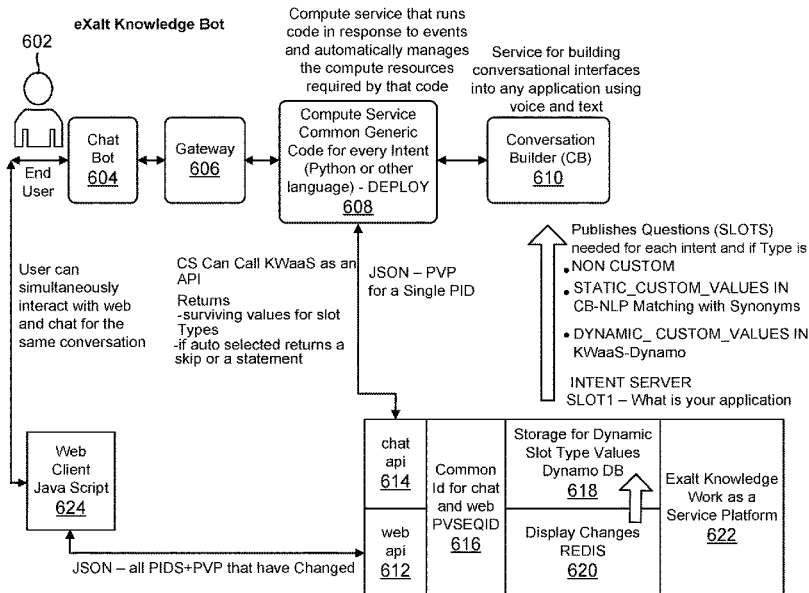 eXalt Knowledge Bot
602
Compute service that runs
code in response to events
and automatically manages
the compute resources
required by that code
Service for building
conversational interfaces
into any application using
voice and text
End
User
Chat
Bot
604
Gateway
606
Compute Service
Common Generic
Code for every Intent
(Python or other
language) - DEPLOY
608
Conversation
Builder (CB)
610
User can
simultaneously
interact with web
and chat for the
same conversation
CS Can Call KWaaS as an
API
Returns
-surviving values for slot
Types
-if auto selected returns a
skip or a statement
JSON – PVP
for a Single PID
Publishes Questions (SLOTS)
needed for each intent and if Type is
• NON CUSTOM
• STATIC_CUSTOM_VALUES IN
CB-NLP Matching with Synonyms
• DYNAMIC_ CUSTOM_VALUES IN
KWaaS-Dynamo
INTENT SERVER
SLOT1 – What is your application
Web
Client
Java Script
624
chat
api
614
web
api
612
Common
Id for chat
and web
PVSEQID
616
Storage for Dynamic
Slot Type Values
Dynamo DB
618
Display Changes
REDIS
620
Exalt Knowledge
Work as a
Service Platform
622
JSON – all PIDS+PVP that have Changed